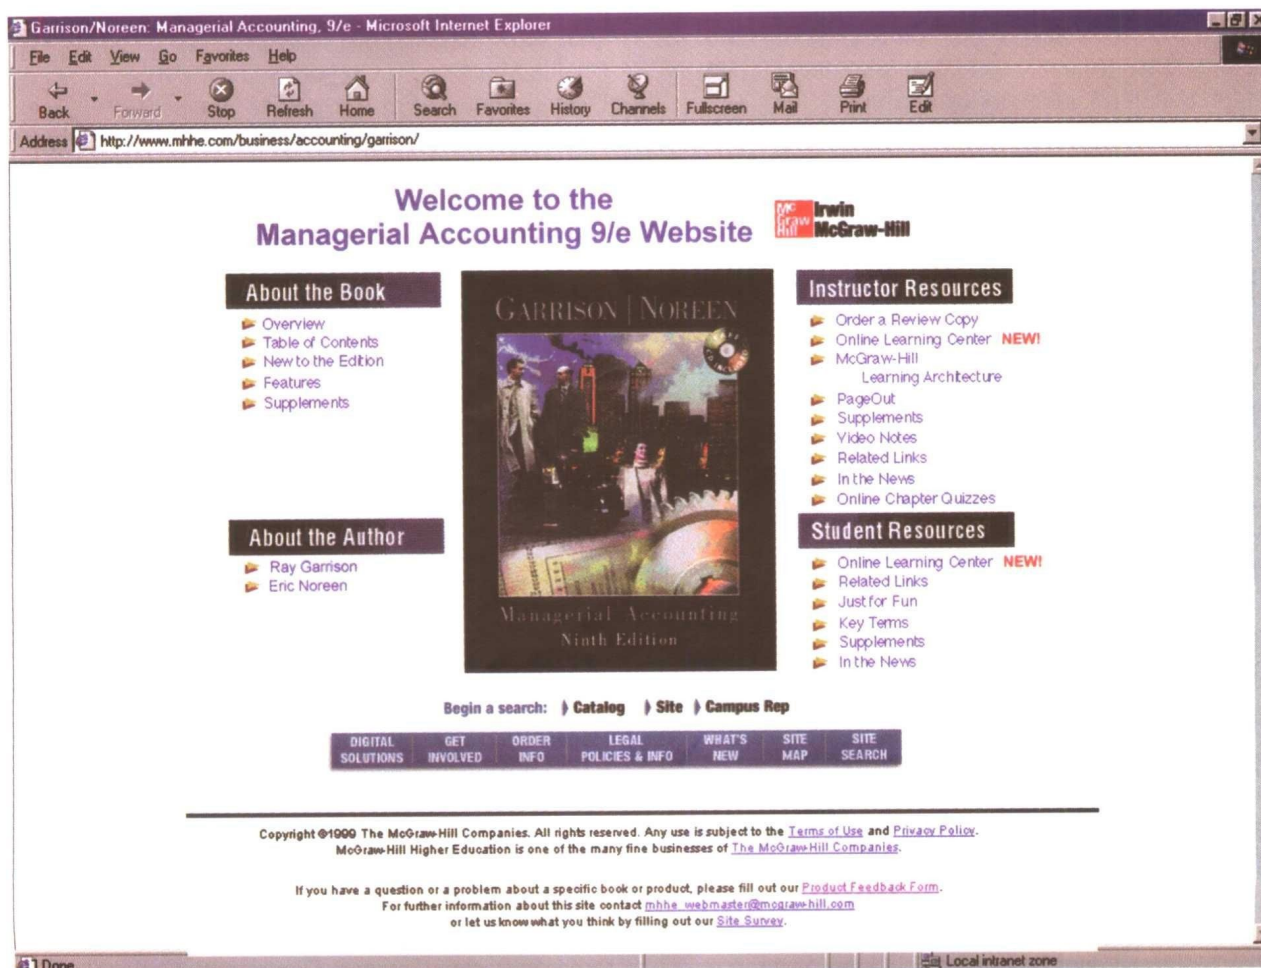 Garrison/Noreen: Managerial Accounting, 9/e - Microsoft Internet Explorer
File Edit View Go Favorites Help
Back Forward Stop Refresh Home Search Favorites History Channels Fullscreen Mail Print Edit
Address http://www.mhhe.com/business/accounting/garrison/
Welcome to the
Managerial Accounting 9/e Website
Mc
Graw
Hill
Irwin
McGraw-Hill
About the Book
Overview
Table of Contents
New to the Edition
Features
Supplements
About the Author
Ray Garrison
Eric Noreen
GARRISON | NOREEN
Managerial Accounting
Ninth Edition
Instructor Resources
Order a Review Copy
Online Learning Center NEW!
McGraw-Hill
Learning Architecture
PageOut
Supplements
Video Notes
Related Links
In the News
Online Chapter Quizzes
Student Resources
Online Learning Center NEW!
Related Links
Just for Fun
Key Terms
Supplements
In the News
Begin a search: Catalog Site Campus Rep
DIGITAL SOLUTIONS
GET INVOLVED
ORDER INFO
LEGAL POLICIES & INFO
WHAT'S NEW
SITE MAP
SITE SEARCH
Copyright ©1999 The McGraw-Hill Companies. All rights reserved. Any use is subject to the Terms of Use and Privacy Policy.
McGraw-Hill Higher Education is one of the many fine businesses of The McGraw-Hill Companies.
If you have a question or a problem about a specific book or product, please fill out our Product Feedback Form.
For further information about this site contact mhhe_webmaster@mcgraw-hill.com
or let us know what you think by filling out our Site Survey.
Done Local intranet zone